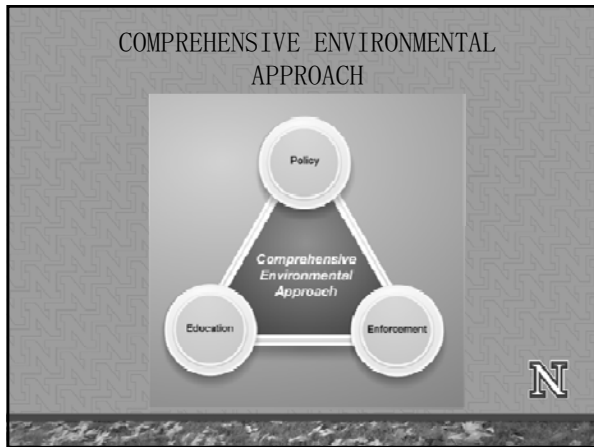 COMPREHENSIVE ENVIRONMENTAL
APPROACH
Policy
Comprehensive
Environmental
Approach
Education
Enforcement
N